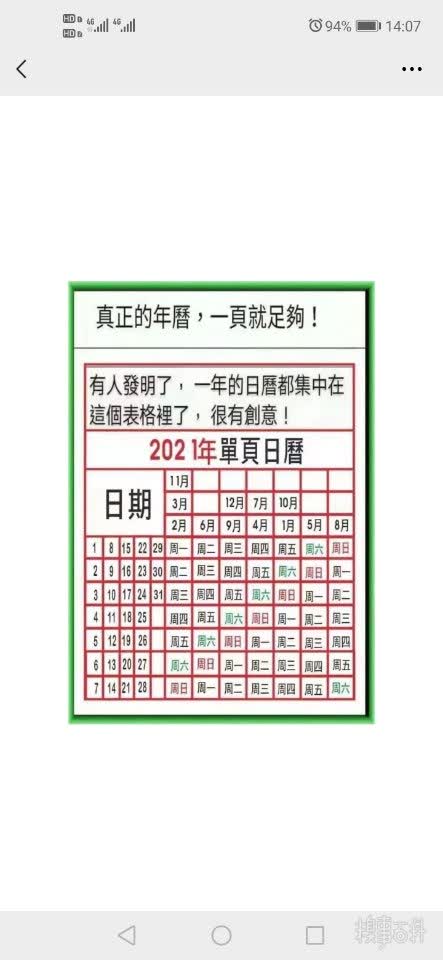 94% 14:07
真正的年曆，一頁就足夠！
有人發明了，一年的日曆都集中在
這個表格裡了，很有創意！
2021年單頁日曆
日期
11月
3月 12月 7月 10月
2月 6月 9月 4月 1月 5月 8月
1 8 15 22 29 周一 周二 周三 周四 周五 周六 周日
2 9 16 23 30 周二 周三 周四 周五 周六 周日 周一
3 10 17 24 31 周三 周四 周五 周六 周日 周一 周二
4 11 18 25 周四 周五 周六 周日 周一 周二 周三
5 12 19 26 周五 周六 周日 周一 周二 周三 周四
6 13 20 27 周六 周日 周一 周二 周三 周四 周五
7 14 21 28 周日 周一 周二 周三 周四 周五 周六